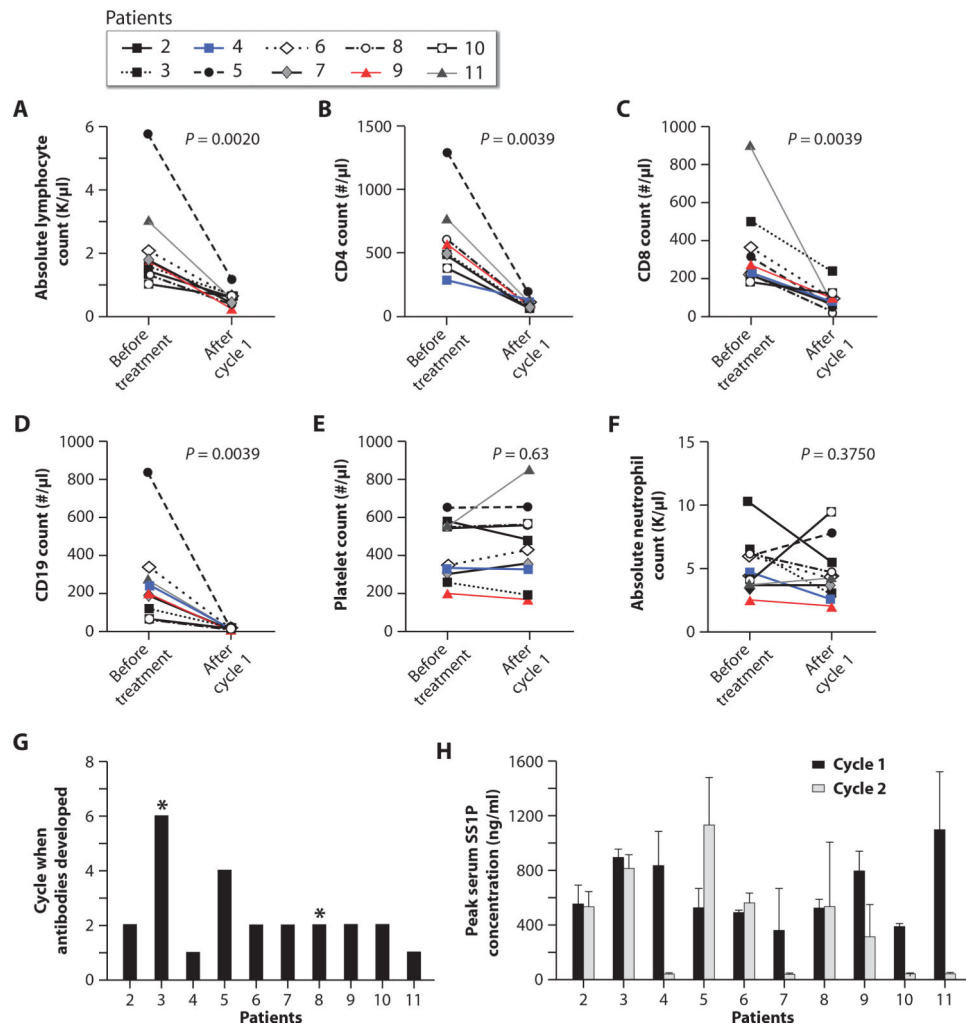 Patients
2 4 6 8 10
3 5 7 9 11
A
Absolute lymphocyte
count (K/µl)
6
4
2
0
P = 0.0020
Before
treatment
After
cycle 1
B
CD4 count (#/µl)
1500
1000
500
0
P = 0.0039
Before
treatment
After
cycle 1
C
CD8 count (#/µl)
1000
800
600
400
200
0
P = 0.0039
Before
treatment
After
cycle 1
D
CD19 count (#/µl)
1000
800
600
400
200
0
P = 0.0039
Before
treatment
After
cycle 1
E
Platelet count (#/µl)
1000
800
600
400
200
0
P = 0.63
Before
treatment
After
cycle 1
F
Absolute neutrophil
count (K/µl)
15
10
5
0
P = 0.3750
Before
treatment
After
cycle 1
G
Cycle when
antibodies developed
8
6
4
2
0
*
*
2 3 4 5 6 7 8 9 10 11
Patients
H
Peak serum SS1P
concentration (ng/ml)
1600
1200
800
400
0
Cycle 1
Cycle 2
2 3 4 5 6 7 8 9 10 11
Patients